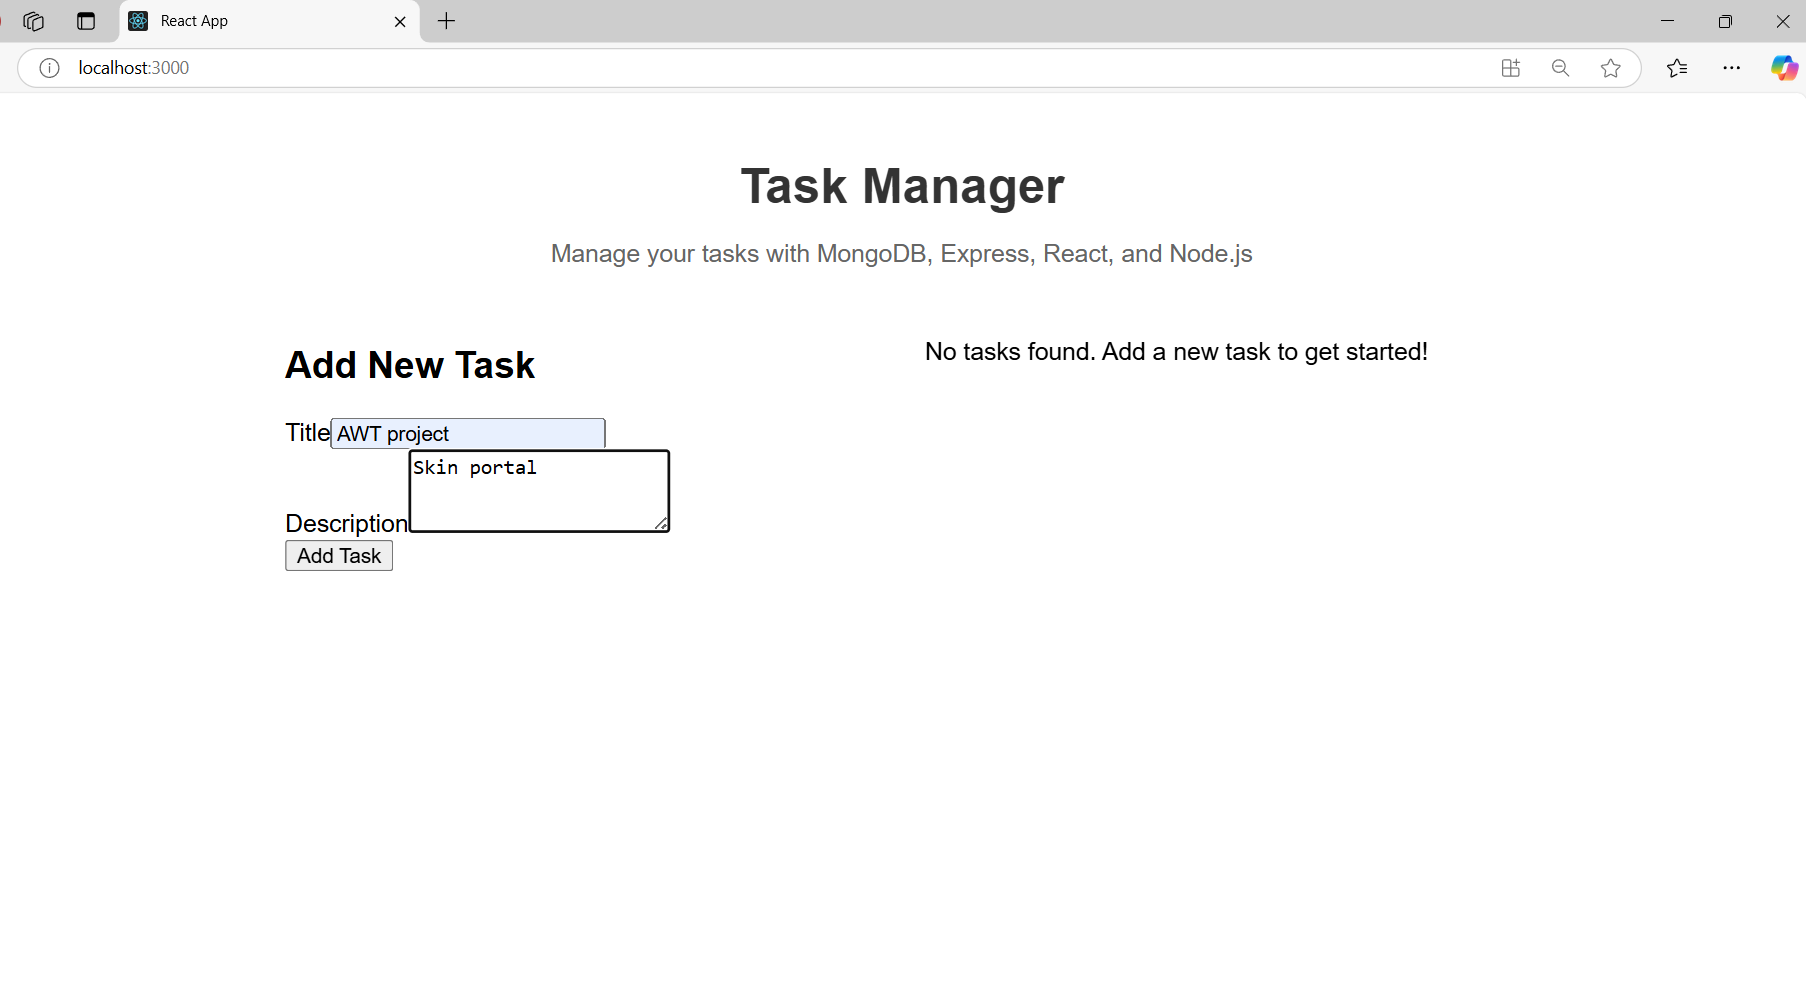 React App
localhost:3000
Task Manager
Manage your tasks with MongoDB, Express, React, and Node.js
Add New Task
Title AWT project
Description Skin portal
Add Task
No tasks found. Add a new task to get started!